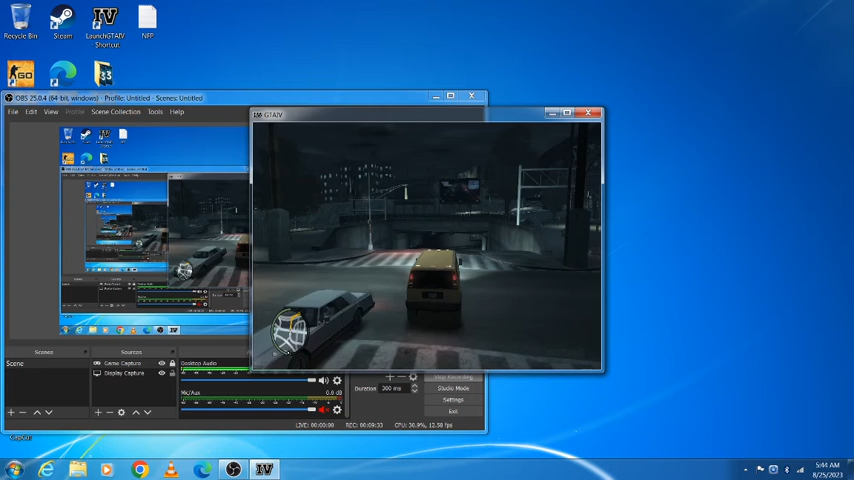 Recycle Bin
Steam
LaunchGTAIV
- Shortcut
NFP
GO
33
OBS 25.0.4 (64-bit, windows) - Profile: Untitled - Scenes: Untitled
File Edit View Profile Scene Collection Tools Help
GTAIV
Scenes
Sources
Scene
Game Capture
Display Capture
Desktop Audio
Mic/Aux
0.0 dB
Duration 300 ms
Stop Recording
Studio Mode
Settings
Exit
LIVE: 00:00:00
REC: 00:09:33
CPU: 30.9%, 12.58 fps
5:44 AM
8/25/2023